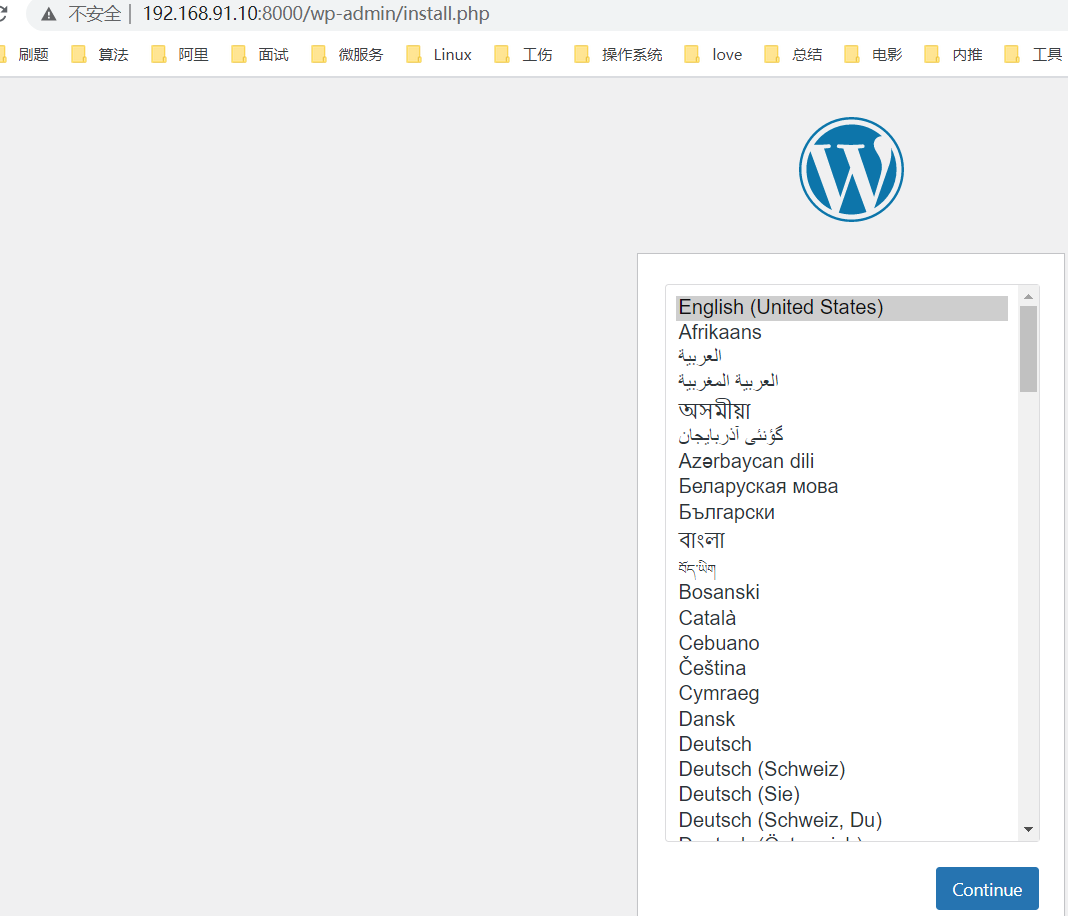 不安全 | 192.168.91.10:8000/wp-admin/install.php
刷题 算法 阿里 面试 微服务 Linux 工伤 操作系统 love 总结 电影 内推 工具
English (United States)
Afrikaans
العربية
العربية المغربية
অসমীয়া
گؤنئی آذربایجان
Azərbaycan dili
Беларуская мова
Български
বাংলা
བོད་ཡིག
Bosanski
Català
Cebuano
Čeština
Cymraeg
Dansk
Deutsch
Deutsch (Schweiz)
Deutsch (Sie)
Deutsch (Schweiz, Du)
Deutsch (Österreich)
Continue